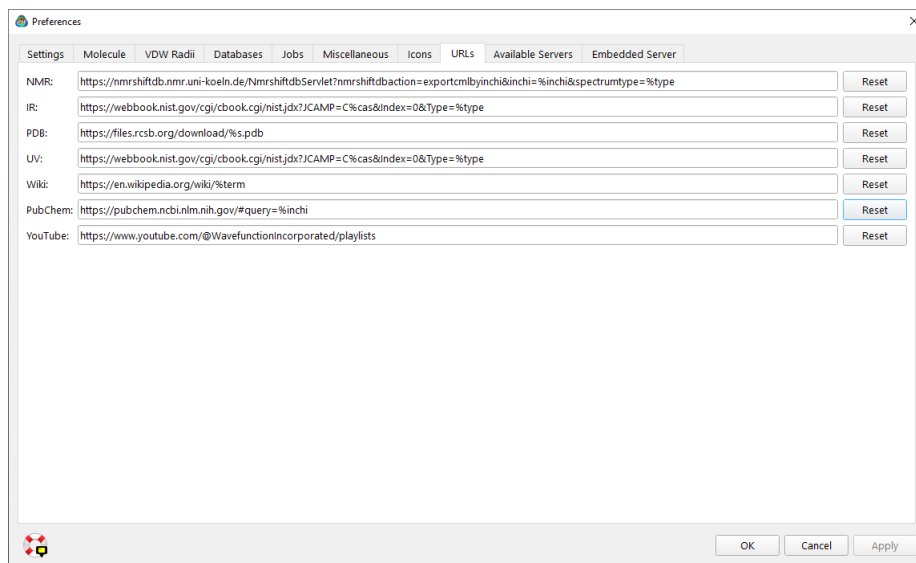 Preferences
Settings Molecule VDW Radii Databases Jobs Miscellaneous Icons URLs Available Servers Embedded Server
NMR: https://nmrshiftdb.nmr.uni-koeln.de/NmrshiftdbServlet?nmrshiftdbaction=exportcmlbyinchi&inchi=%inchi&spectrumtype=%type Reset
IR: https://webbook.nist.gov/cgi/cbook.cgi/nist.jdx?JCAMP=C%cas&Index=0&Type=%type Reset
PDB: https://files.rcsb.org/download/%s.pdb Reset
UV: https://webbook.nist.gov/cgi/cbook.cgi/nist.jdx?JCAMP=C%cas&Index=0&Type=%type Reset
Wiki: https://en.wikipedia.org/wiki/%term Reset
PubChem: https://pubchem.ncbi.nlm.nih.gov/#query=%inchi Reset
YouTube: https://www.youtube.com/@WavefunctionIncorporated/playlists Reset
OK Cancel Apply